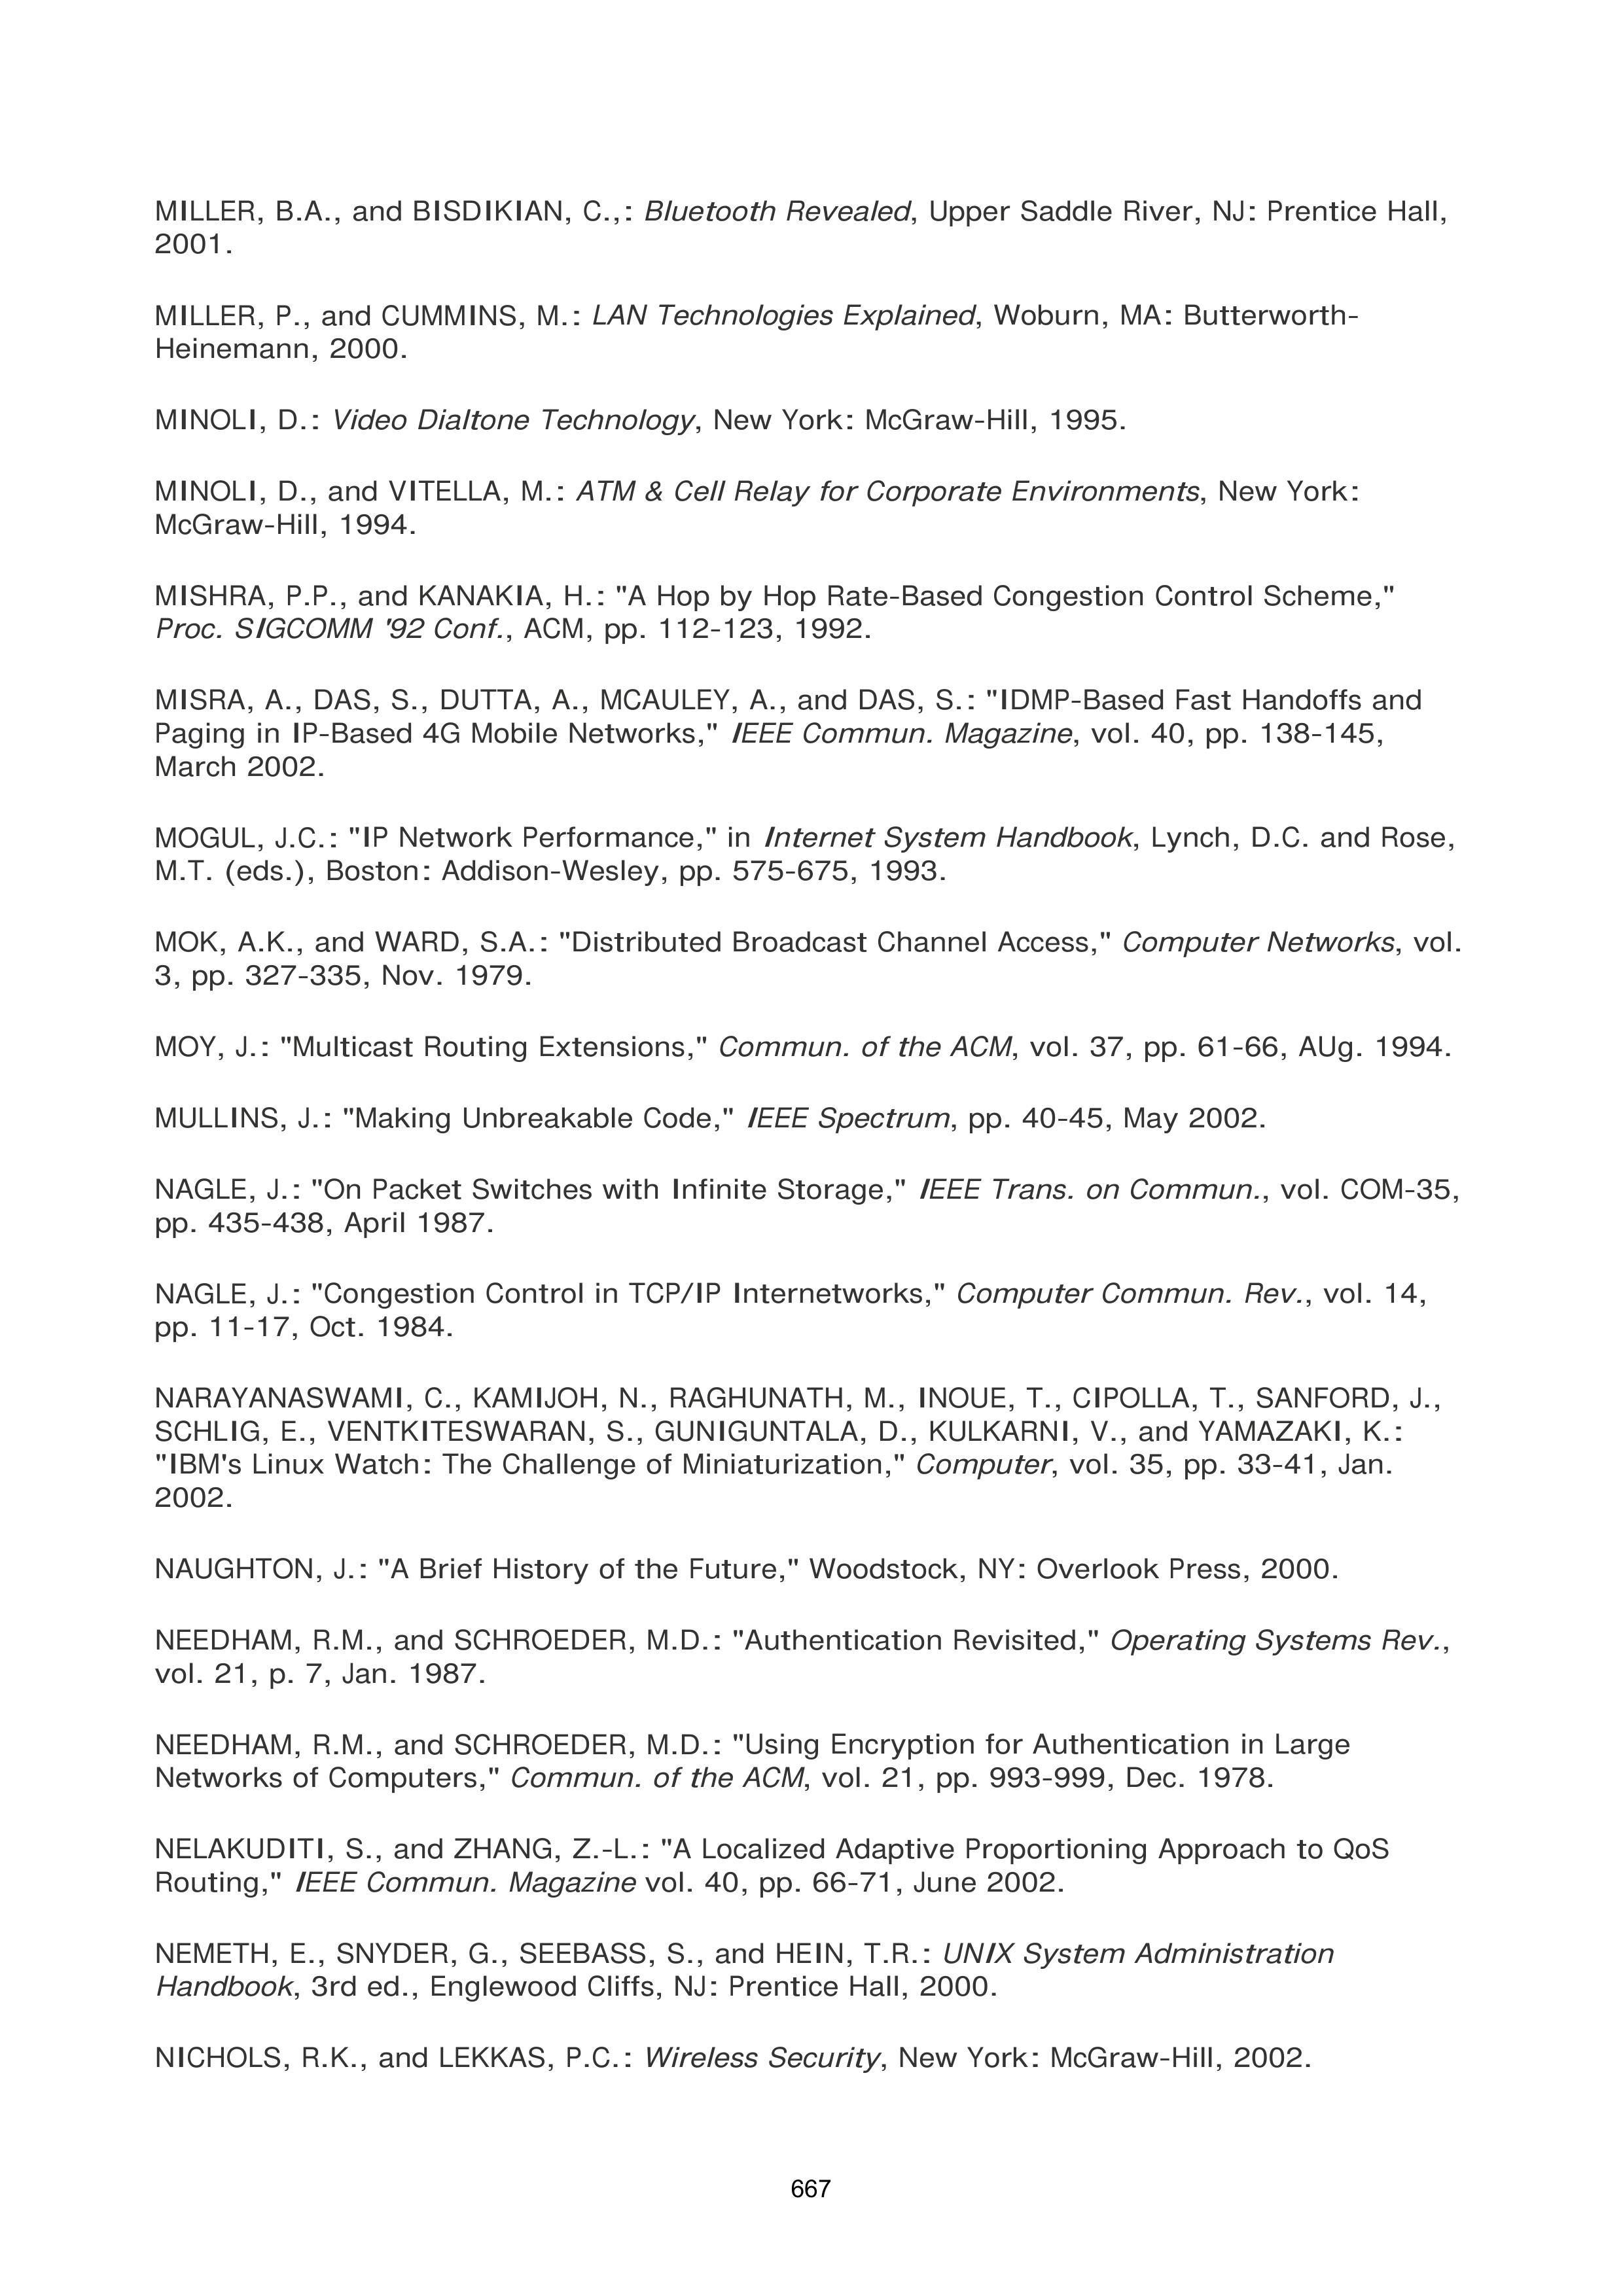 MILLER, B.A., and BISDIKIAN, C.,: Bluetooth Revealed, Upper Saddle River, NJ: Prentice Hall,
2001.
MILLER, P., and CUMMINS, M.: LAN Technologies Explained, Woburn, MA: Butterworth-
Heinemann, 2000.
MINOLI, D.: Video Dialtone Technology, New York: McGraw-Hill, 1995.
MINOLI, D., and VITELLA, M.: ATM & Cell Relay for Corporate Environments, New York:
McGraw-Hill, 1994.
MISHRA, P.P., and KANAKIA, H.: "A Hop by Hop Rate-Based Congestion Control Scheme,"
Proc. SIGCOMM '92 Conf., ACM, pp. 112-123, 1992.
MISRA, A., DAS, S., DUTTA, A., MCAULEY, A., and DAS, S.: "IDMP-Based Fast Handoffs and
Paging in IP-Based 4G Mobile Networks," IEEE Commun. Magazine, vol. 40, pp. 138-145,
March 2002.
MOGUL, J.C.: "IP Network Performance," in Internet System Handbook, Lynch, D.C. and Rose,
M.T. (eds.), Boston: Addison-Wesley, pp. 575-675, 1993.
MOK, A.K., and WARD, S.A.: "Distributed Broadcast Channel Access," Computer Networks, vol.
3, pp. 327-335, Nov. 1979.
MOY, J.: "Multicast Routing Extensions," Commun. of the ACM, vol. 37, pp. 61-66, AUg. 1994.
MULLINS, J.: "Making Unbreakable Code," IEEE Spectrum, pp. 40-45, May 2002.
NAGLE, J.: "On Packet Switches with Infinite Storage," IEEE Trans. on Commun., vol. COM-35,
pp. 435-438, April 1987.
NAGLE, J.: "Congestion Control in TCP/IP Internetworks," Computer Commun. Rev., vol. 14,
pp. 11-17, Oct. 1984.
NARAYANASWAMI, C., KAMIJOH, N., RAGHUNATH, M., INOUE, T., CIPOLLA, T., SANFORD, J.,
SCHLIG, E., VENTKITESWARAN, S., GUNIGUNTALA, D., KULKARNI, V., and YAMAZAKI, K.:
"IBM's Linux Watch: The Challenge of Miniaturization," Computer, vol. 35, pp. 33-41, Jan.
2002.
NAUGHTON, J.: "A Brief History of the Future," Woodstock, NY: Overlook Press, 2000.
NEEDHAM, R.M., and SCHROEDER, M.D.: "Authentication Revisited," Operating Systems Rev.,
vol. 21, p. 7, Jan. 1987.
NEEDHAM, R.M., and SCHROEDER, M.D.: "Using Encryption for Authentication in Large
Networks of Computers," Commun. of the ACM, vol. 21, pp. 993-999, Dec. 1978.
NELAKUDITI, S., and ZHANG, Z.-L.: "A Localized Adaptive Proportioning Approach to QoS
Routing," IEEE Commun. Magazine vol. 40, pp. 66-71, June 2002.
NEMETH, E., SNYDER, G., SEEBASS, S., and HEIN, T.R.: UNIX System Administration
Handbook, 3rd ed., Englewood Cliffs, NJ: Prentice Hall, 2000.
NICHOLS, R.K., and LEKKAS, P.C.: Wireless Security, New York: McGraw-Hill, 2002.
667